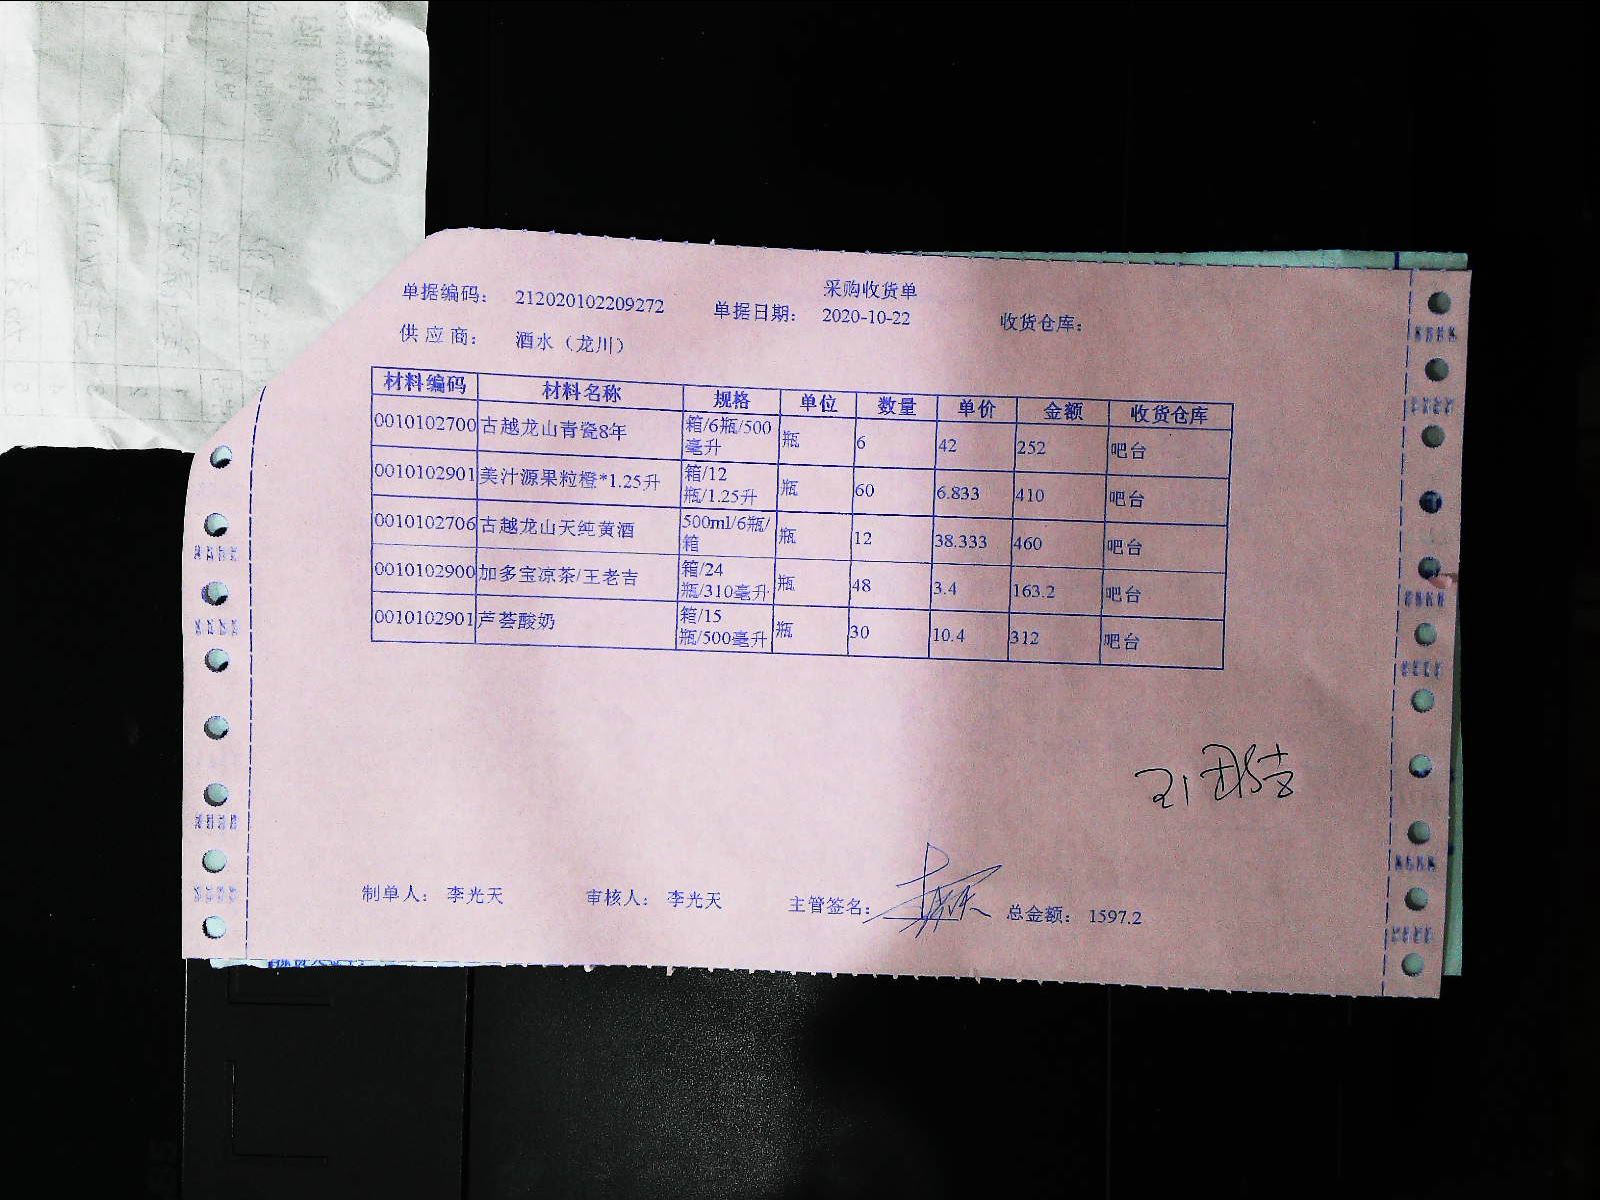 采购收货单
单据编码： 212020102209272 单据日期： 2020-10-22 收货仓库：
供 应 商： 酒水（龙川）
材料编码 材料名称 规格 单位 数量 单价 金额 收货仓库
0010102700 古越龙山青瓷8年 箱/6瓶/500毫升 瓶 6 42 252 吧台
0010102901 美汁源果粒橙*1.25升 箱/12瓶/1.25升 瓶 60 6.833 410 吧台
0010102706 古越龙山天纯黄酒 500ml/6瓶/箱 瓶 12 38.333 460 吧台
0010102900 加多宝凉茶/王老吉 箱/24瓶/310毫升 瓶 48 3.4 163.2 吧台
0010102901 芦荟酸奶 箱/15瓶/500毫升 瓶 30 10.4 312 吧台
制单人： 李光天 审核人： 李光天 主管签名： 总金额： 1597.2